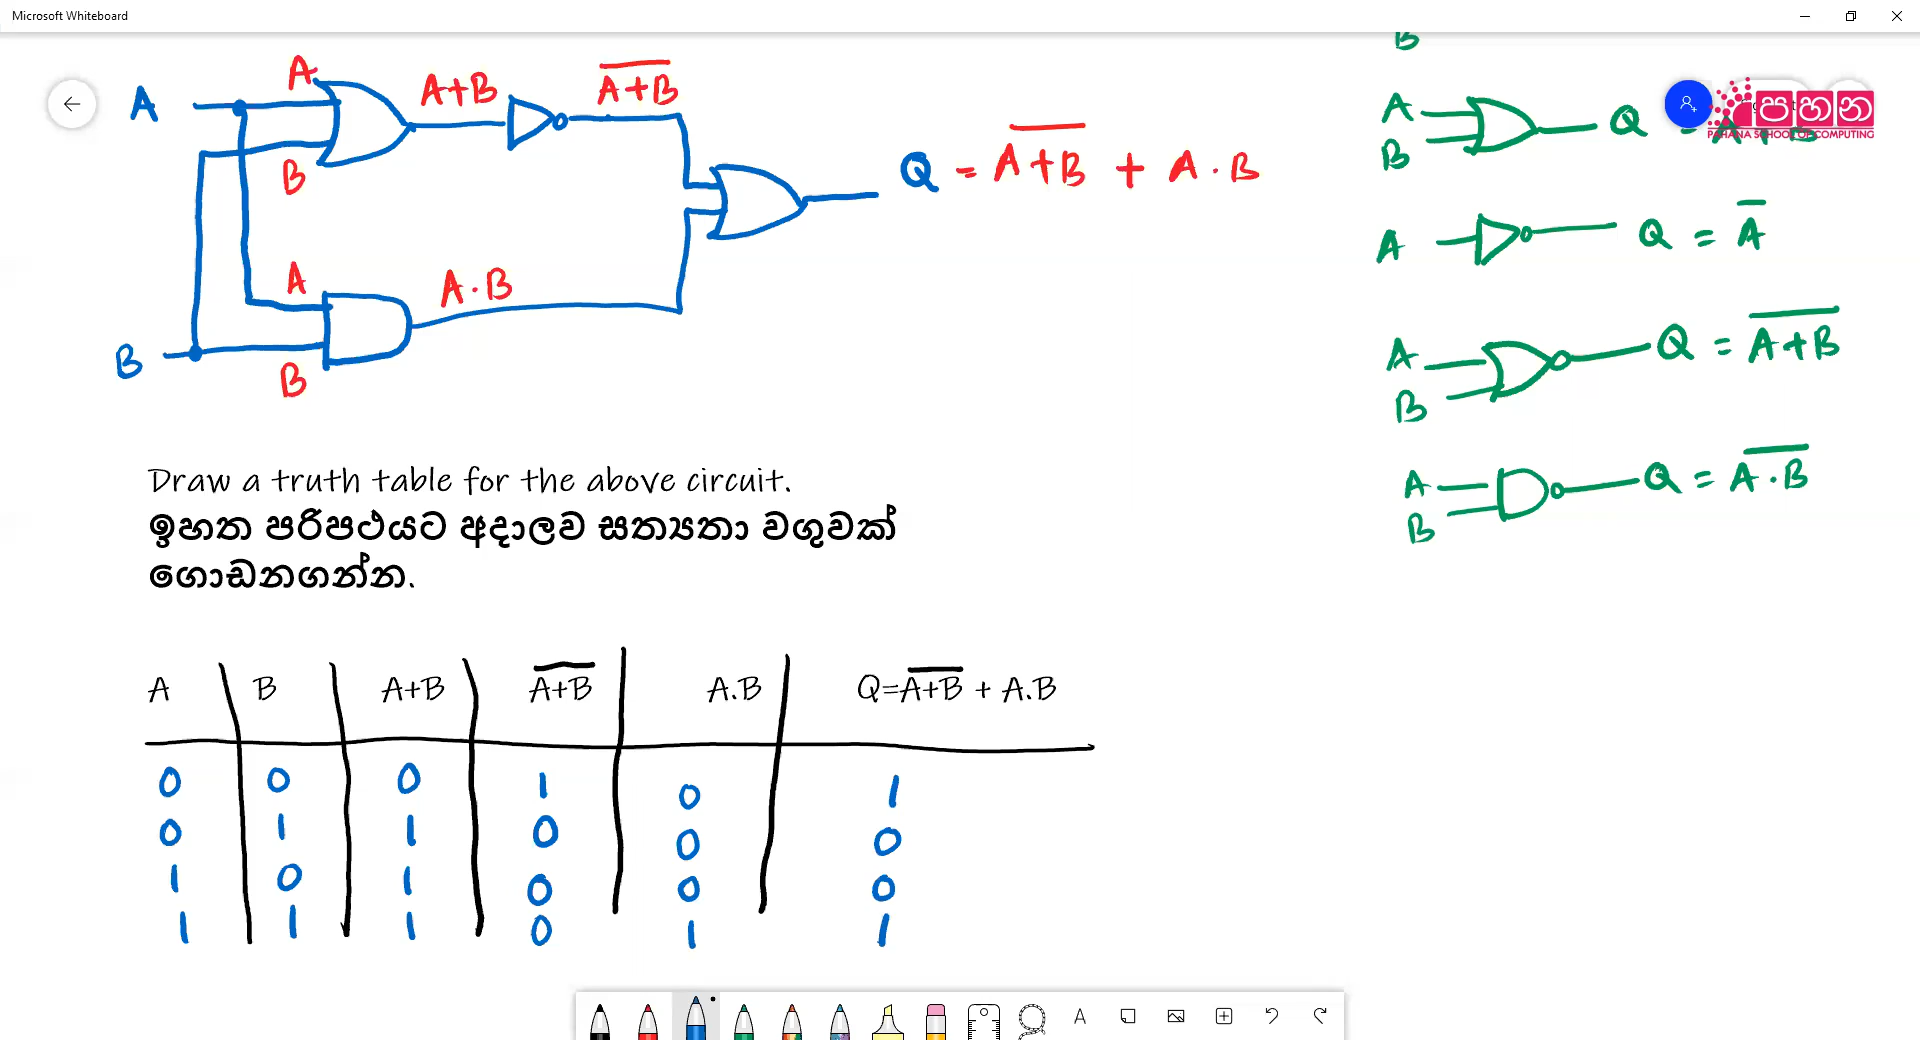 Microsoft Whiteboard
A
A
B
A+B
A̅+̅B̅
Q = A̅+̅B̅ + A.B
B
A
B
A.B
Draw a truth table for the above circuit.
ඉහත පරිපථයට අදාලව සත්‍යතා වගුවක්
ගොඩනගන්න.
A B A+B A̅+̅B̅ A.B Q=A̅+̅B̅ + A.B
0 0 0 1 0 1
0 1 1 0 0 0
1 0 1 0 0 0
1 1 1 0 1 1
B
A
B
Q = A+B
පහන
PAHANA SCHOOL OF COMPUTING
A Q = A̅
A
B
Q = A̅+̅B̅
A
B
Q = A̅.̅B̅
A